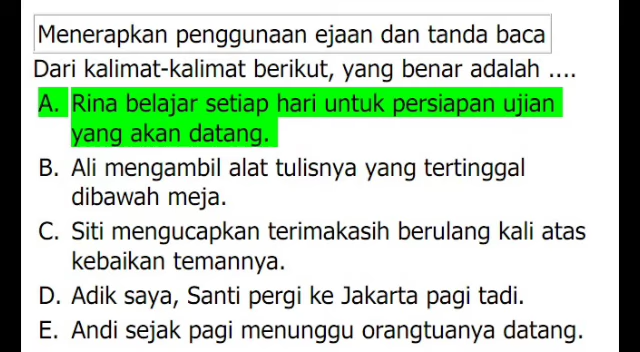 Menerapkan penggunaan ejaan dan tanda baca
Dari kalimat-kalimat berikut, yang benar adalah ....
A. Rina belajar setiap hari untuk persiapan ujian
yang akan datang.
B. Ali mengambil alat tulisnya yang tertinggal
dibawah meja.
C. Siti mengucapkan terimakasih berulang kali atas
kebaikan temannya.
D. Adik saya, Santi pergi ke Jakarta pagi tadi.
E. Andi sejak pagi menunggu orangtuanya datang.